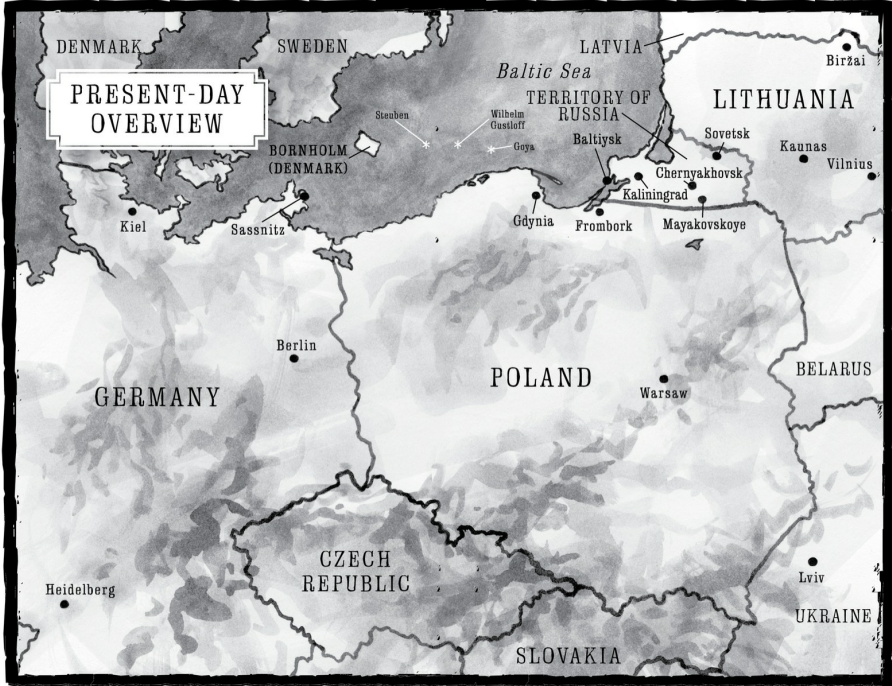 DENMARK
SWEDEN
LATVIA
Biržai
PRESENT-DAY
OVERVIEW
Baltic Sea
TERRITORY OF
RUSSIA
LITHUANIA
Steuben
Wilhelm
Gustloff
Goya
BORNHOLM
(DENMARK)
Baltiysk
Sovetsk
Kaunas
Vilnius
Chernyakhovsk
Kaliningrad
Kiel
Sassnitz
Gdynia
Frombork
Mayakovskoye
Berlin
GERMANY
POLAND
Warsaw
BELARUS
CZECH
REPUBLIC
Heidelberg
Lviv
UKRAINE
SLOVAKIA